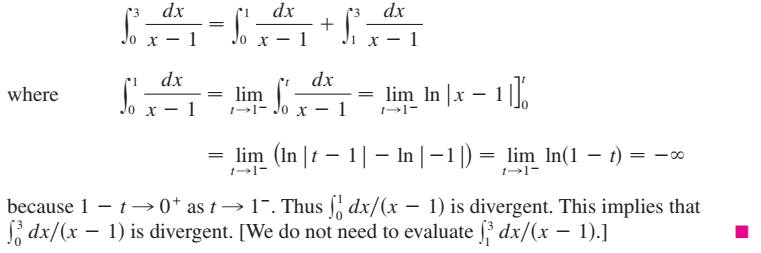 ∫₀³ dx/(x − 1) = ∫₀¹ dx/(x − 1) + ∫₁³ dx/(x − 1)
where ∫₀¹ dx/(x − 1) = lim_{t→1⁻} ∫₀ᵗ dx/(x − 1) = lim_{t→1⁻} ln |x − 1|]₀ᵗ
= lim_{t→1⁻} (ln |t − 1| − ln |−1|) = lim_{t→1⁻} ln(1 − t) = −∞
because 1 − t → 0⁺ as t → 1⁻. Thus ∫₀¹ dx/(x − 1) is divergent. This implies that
∫₀³ dx/(x − 1) is divergent. [We do not need to evaluate ∫₁³ dx/(x − 1).]